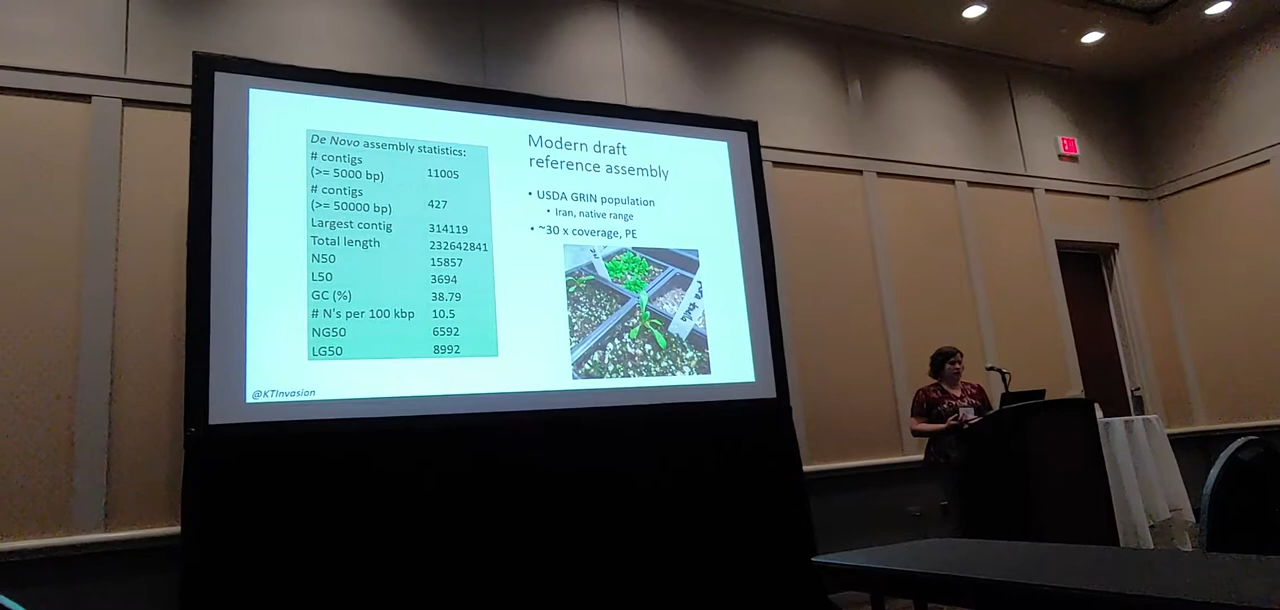 De Novo assembly statistics:
# contigs
(>= 5000 bp) 11005
# contigs
(>= 50000 bp) 427
Largest contig 314119
Total length 232642841
N50 15857
L50 3694
GC (%) 38.79
# N's per 100 kbp 10.5
NG50 6592
LG50 8992
@KTInvasion
Modern draft
reference assembly
• USDA GRIN population
• Iran, native range
• ~30 x coverage, PE